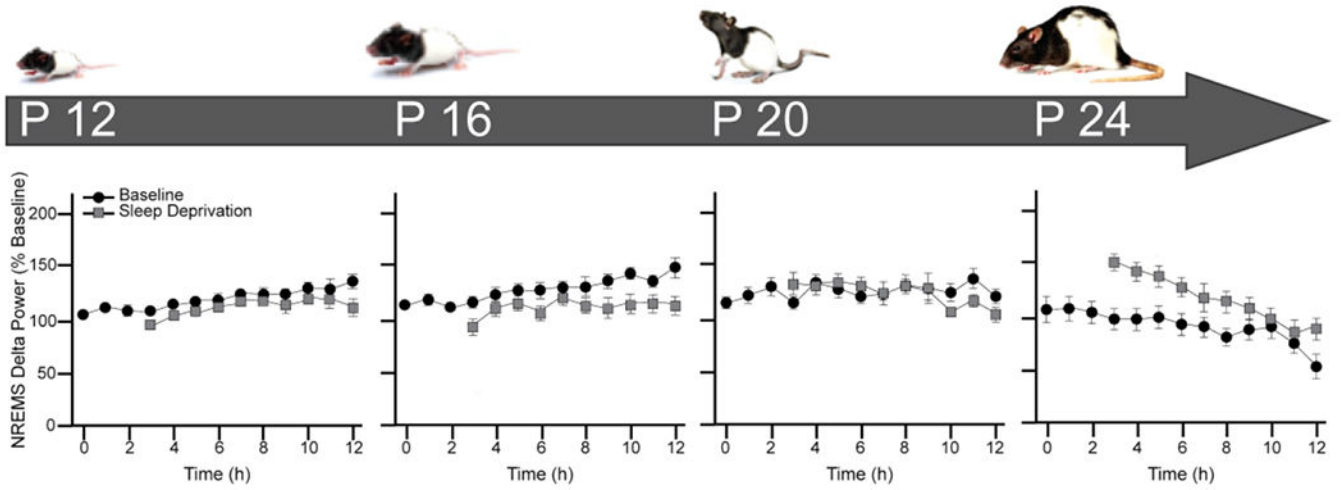 P 12
P 16
P 20
P 24
NREMS Delta Power (% Baseline)
Baseline
Sleep Deprivation
200
150
100
50
0
0 2 4 6 8 10 12
Time (h)
0 2 4 6 8 10 12
Time (h)
0 2 4 6 8 10 12
Time (h)
0 2 4 6 8 10 12
Time (h)